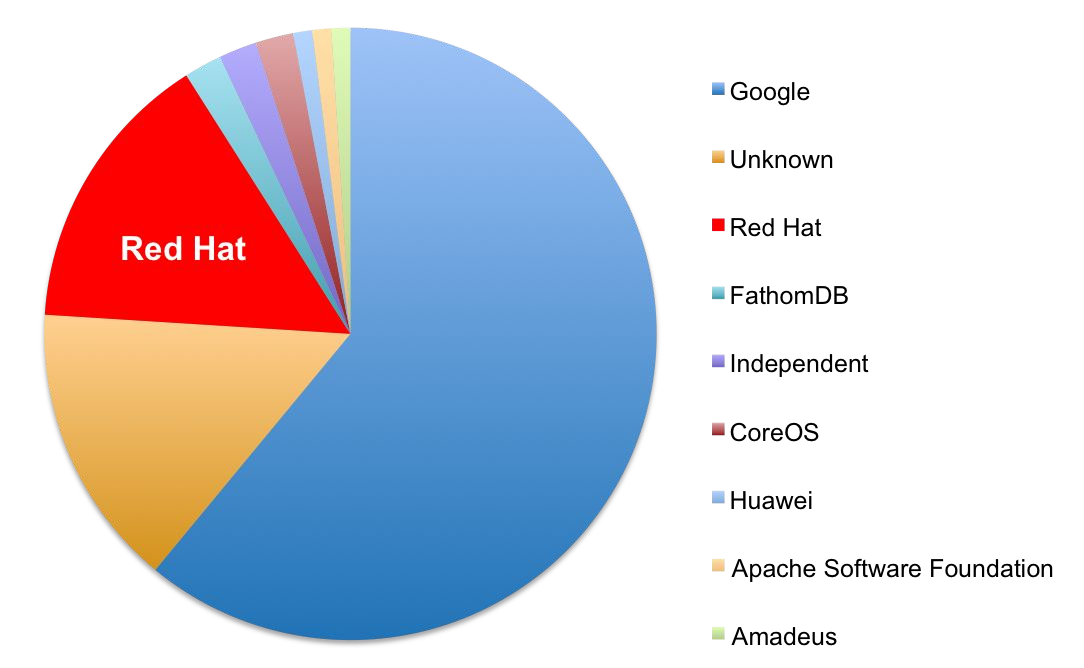 Red Hat
Google
Unknown
Red Hat
FathomDB
Independent
CoreOS
Huawei
Apache Software Foundation
Amadeus